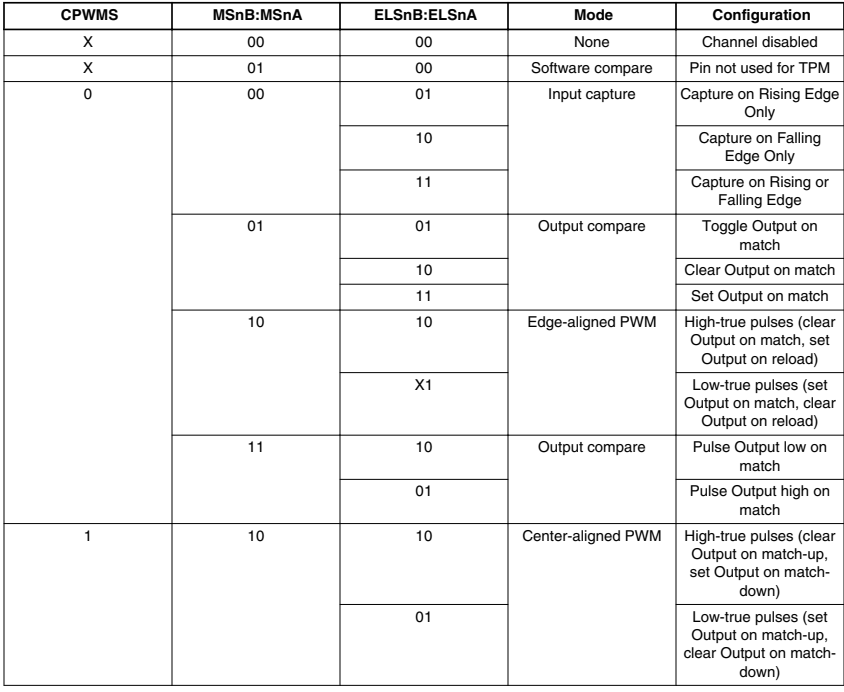 CPWMS MSnB:MSnA ELSnB:ELSnA Mode Configuration
X 00 00 None Channel disabled
X 01 00 Software compare Pin not used for TPM
0 00 01 Input capture Capture on Rising Edge
Only
10 Capture on Falling
Edge Only
11 Capture on Rising or
Falling Edge
01 01 Output compare Toggle Output on
match
10 Clear Output on match
11 Set Output on match
10 10 Edge-aligned PWM High-true pulses (clear
Output on match, set
Output on reload)
X1 Low-true pulses (set
Output on match, clear
Output on reload)
11 10 Output compare Pulse Output low on
match
01 Pulse Output high on
match
1 10 10 Center-aligned PWM High-true pulses (clear
Output on match-up,
set Output on match-
down)
01 Low-true pulses (set
Output on match-up,
clear Output on match-
down)